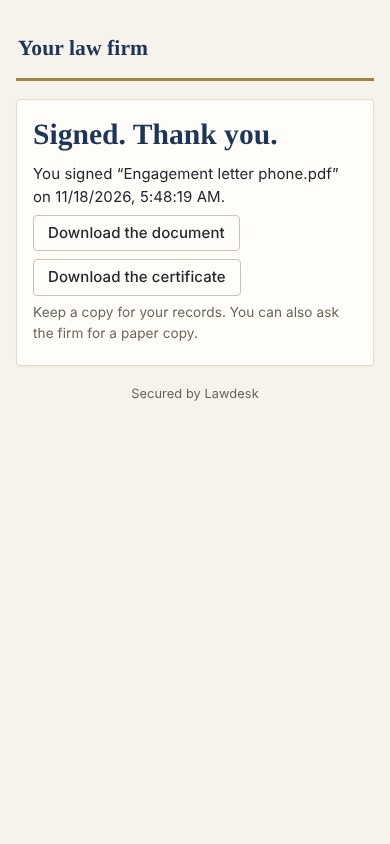 Your law firm
Signed. Thank you.
You signed “Engagement letter phone.pdf”
on 11/18/2026, 5:48:19 AM.
Download the document
Download the certificate
Keep a copy for your records. You can also ask
the firm for a paper copy.
Secured by Lawdesk